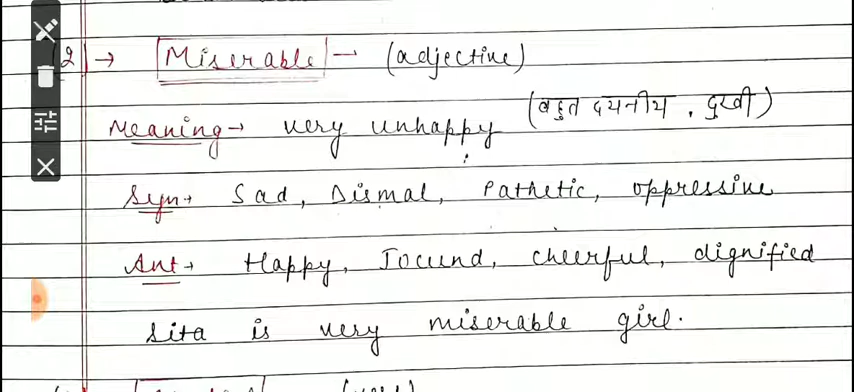 (2) → Miserable — (adjective)
Meaning → very unhappy (बहुत दयनीय, दुखी)
Syn → Sad, Dismal, Pathetic, oppressive
Ant → Happy, Jocund, cheerful, dignified
Sita is very miserable girl.